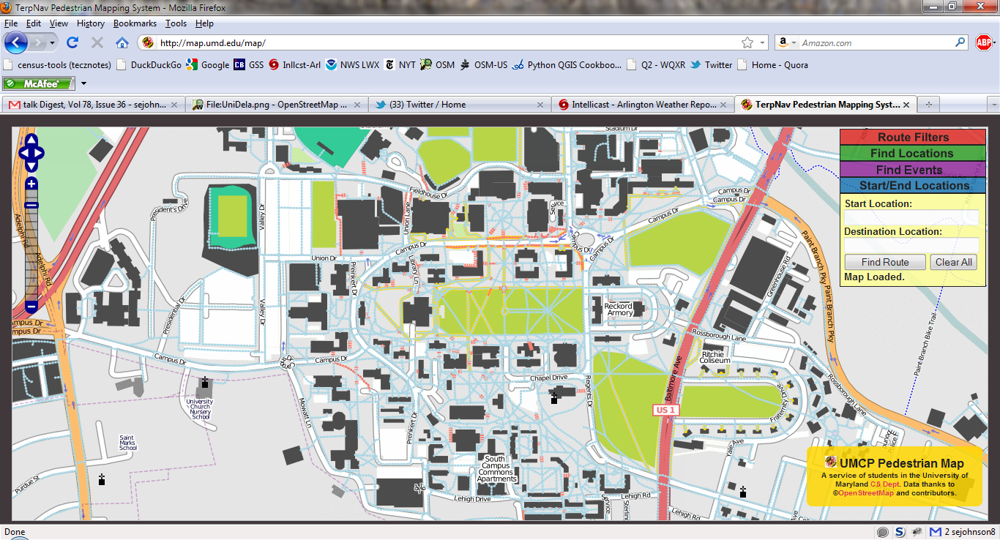 TerpNav Pedestrian Mapping System - Mozilla Firefox
File Edit View History Bookmarks Tools Help
http://map.umd.edu/map/
Amazon.com
ABP
census-tools (tecznotes) DuckDuckGo Google GSS Inllcst-Arl NWS LWX NYT OSM OSM-US Python QGIS Cookboo... Q2 - WQXR Twitter Home - Quora
McAfee
talk Digest, Vol 78, Issue 36 - sejohn... File:UniDela.png - OpenStreetMap ... (33) Twitter / Home Intellicast - Arlington Weather Repo... TerpNav Pedestrian Mapping Syst...
Route Filters
Find Locations
Find Events
Start/End Locations
Start Location:
Destination Location:
Find Route Clear All
Map Loaded.
Stadium Dr
Fieldhouse Dr
President's Drive
Valley Dr
Union Lane
Service
Campus Dr
Campus Dr
Campus Dr
Campus Dr
Campus Dr
Campus Dr
Adelphi Rd
Adelphi Rd
Union Dr
Preinkert Dr
Library Ln
Paint Branch Pky
Paint Branch Pky
Greenhouse Rd
Presidential Dr
Valley Dr
Reckord
Armory
Rossborough Lane
Ritchie
Coliseum
Paint Branch Bike Trail
Campus Dr
Campus Dr
Baltimore Ave
Chapel Drive
Regents Dr
US 1
Fraternity Drive
Rossborough Lane
University
Church
Nursery
School
Mowatt Ln
Preinkert Dr
Saint
Marks
School
Yale Ave
South
Campus
Commons
Apartments
Purdue St
Lehigh Drive
Service
Lehigh Rd
Lehigh Rd
UMCP Pedestrian Map
A service of students in the University of
Maryland CS Dept. Data thanks to
©OpenStreetMap and contributors.
Done
2 sejohnson8